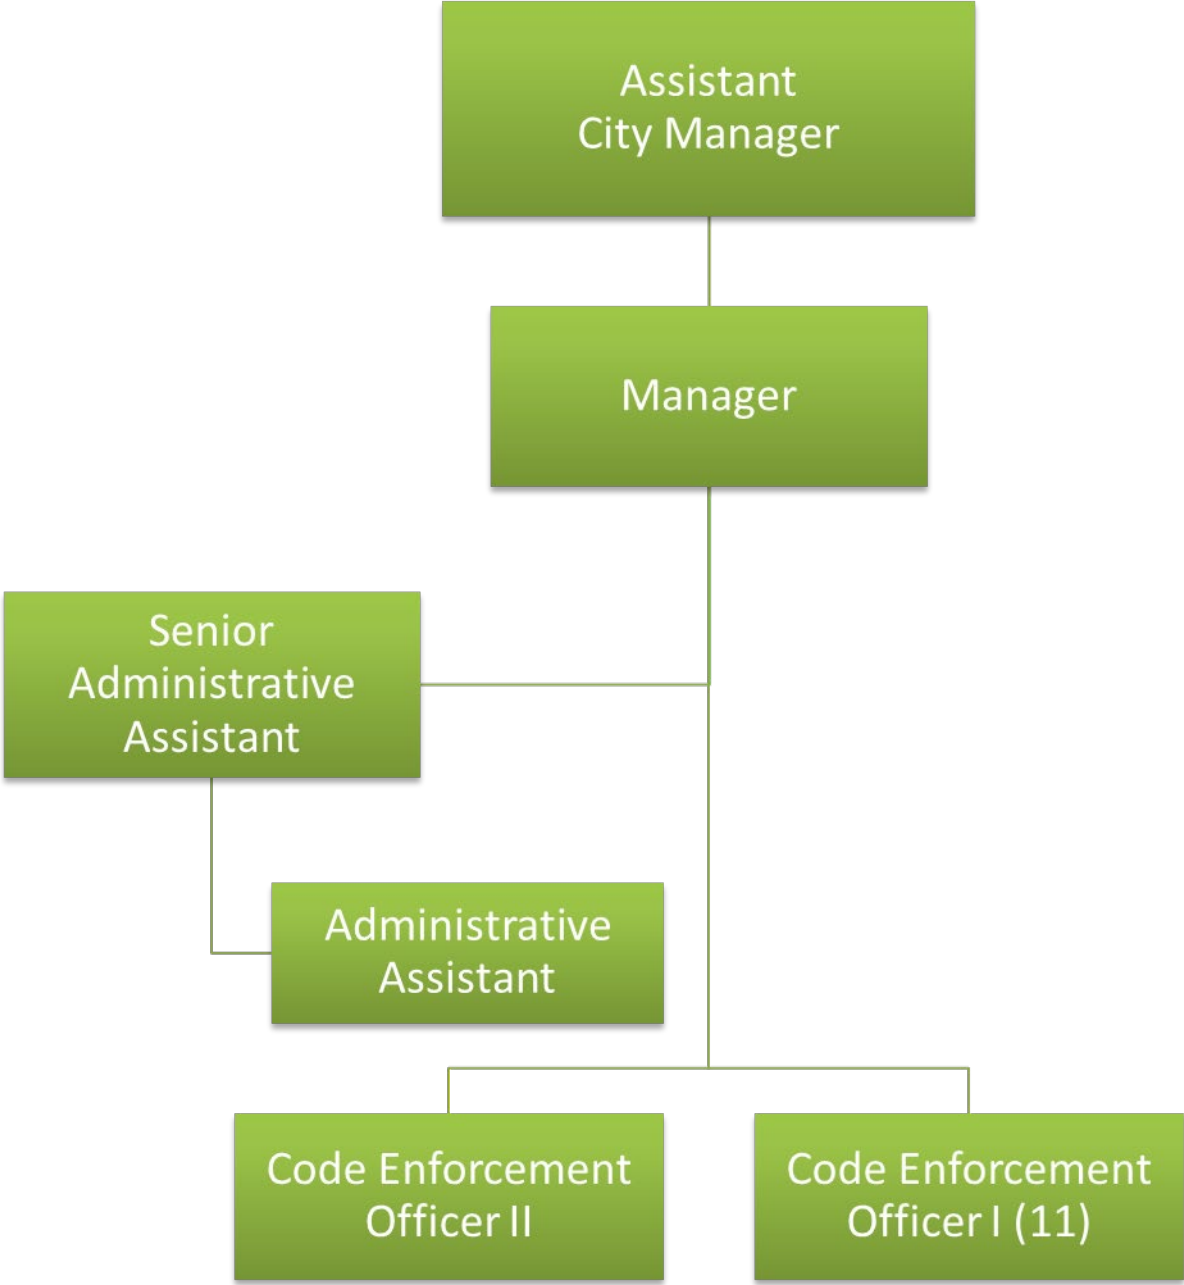 Assistant
City Manager
Manager
Senior
Administrative
Assistant
Administrative
Assistant
Code Enforcement
Officer II
Code Enforcement
Officer I (11)